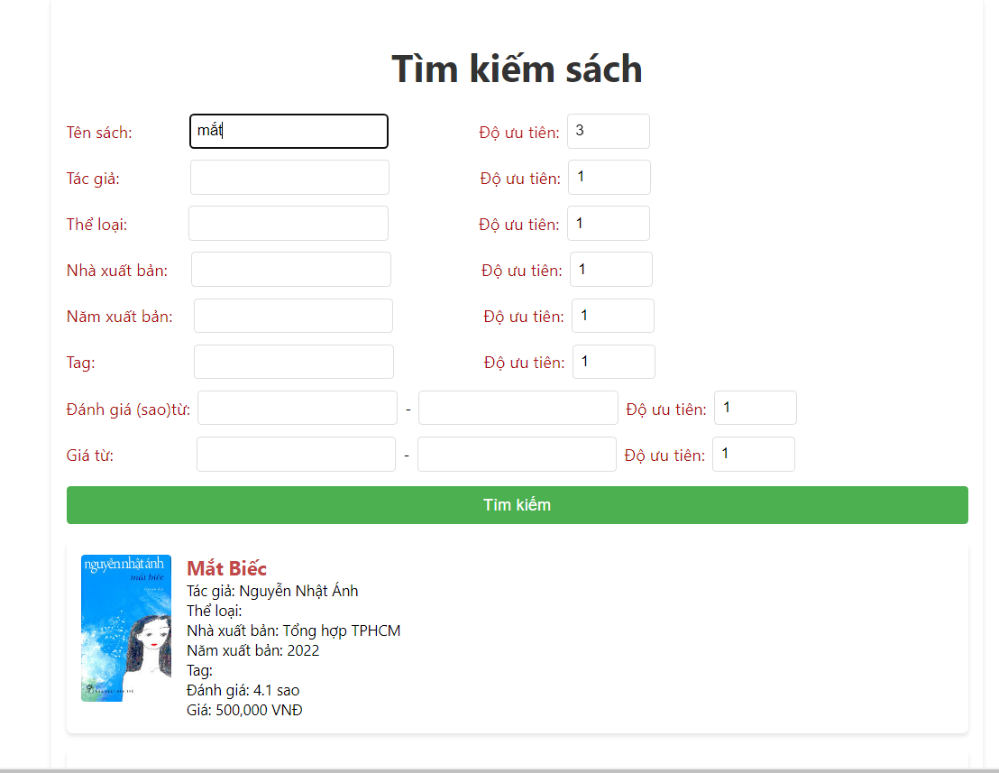 Tìm kiếm sách
Tên sách: mắt Độ ưu tiên: 3
Tác giả: Độ ưu tiên: 1
Thể loại: Độ ưu tiên: 1
Nhà xuất bản: Độ ưu tiên: 1
Năm xuất bản: Độ ưu tiên: 1
Tag: Độ ưu tiên: 1
Đánh giá (sao)từ: - Độ ưu tiên: 1
Giá từ: - Độ ưu tiên: 1
Tìm kiếm
nguyễn nhật ánh
mắt biếc
Mắt Biếc
Tác giả: Nguyễn Nhật Ánh
Thể loại:
Nhà xuất bản: Tổng hợp TPHCM
Năm xuất bản: 2022
Tag:
Đánh giá: 4.1 sao
Giá: 500,000 VNĐ